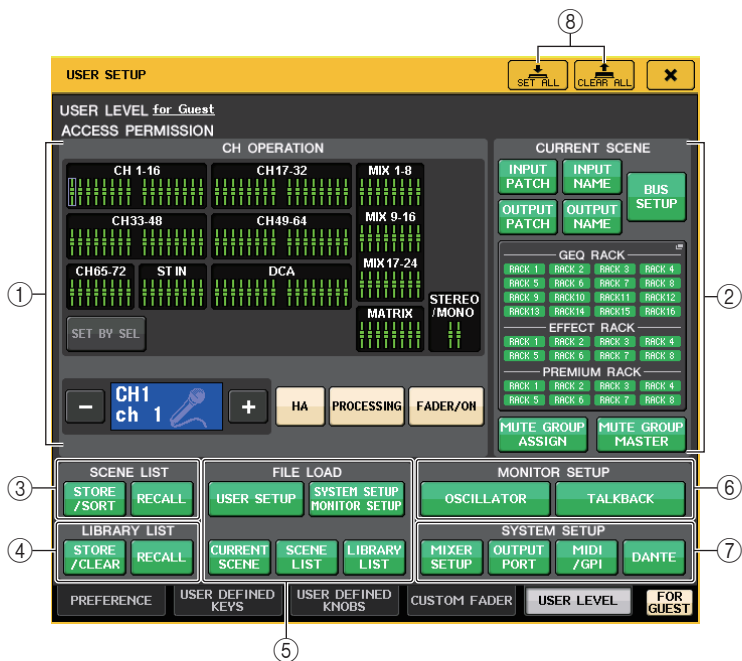 ⑧
USER SETUP
SET ALL
CLEAR ALL
USER LEVEL for Guest
ACCESS PERMISSION
①
CH OPERATION
CH 1-16
CH17-32
MIX 1-8
CH33-48
CH49-64
MIX 9-16
CH65-72
ST IN
DCA
MIX17-24
STEREO
/MONO
MATRIX
SET BY SEL
CH1
ch 1
HA
PROCESSING
FADER/ON
②
CURRENT SCENE
INPUT
PATCH
INPUT
NAME
BUS
SETUP
OUTPUT
PATCH
OUTPUT
NAME
GEQ RACK
RACK 1 RACK 2 RACK 3 RACK 4
RACK 5 RACK 6 RACK 7 RACK 8
RACK 9 RACK10 RACK11 RACK12
RACK13 RACK14 RACK15 RACK16
EFFECT RACK
RACK 1 RACK 2 RACK 3 RACK 4
RACK 5 RACK 6 RACK 7 RACK 8
PREMIUM RACK
RACK 1 RACK 2 RACK 3 RACK 4
RACK 5 RACK 6 RACK 7 RACK 8
MUTE GROUP
ASSIGN
MUTE GROUP
MASTER
③
SCENE LIST
STORE
/SORT
RECALL
④
LIBRARY LIST
STORE
/CLEAR
RECALL
FILE LOAD
USER SETUP
SYSTEM SETUP
MONITOR SETUP
CURRENT
SCENE
SCENE
LIST
LIBRARY
LIST
MONITOR SETUP
OSCILLATOR
TALKBACK
⑥
SYSTEM SETUP
MIXER
SETUP
OUTPUT
PORT
MIDI
/GPI
DANTE
⑦
PREFERENCE
USER DEFINED
KEYS
USER DEFINED
KNOBS
CUSTOM FADER
USER LEVEL
FOR
GUEST
⑤